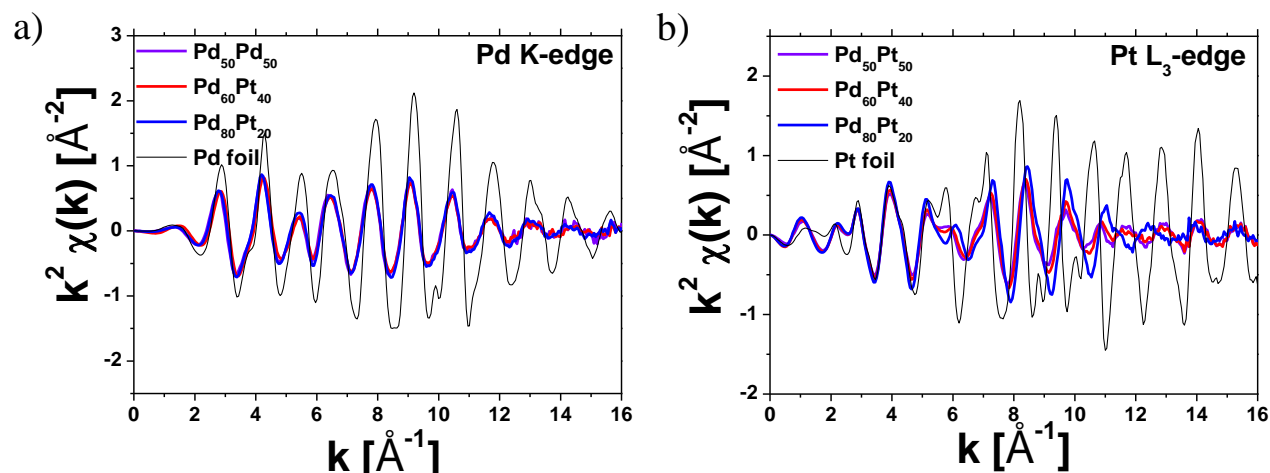 a)
Pd K-edge
Pd50Pd50
Pd60Pt40
Pd80Pt20
Pd foil
k2 χ(k) [Å-2]
3
2
1
0
-1
-2
0 2 4 6 8 10 12 14 16
k [Å-1]
b)
Pt L3-edge
Pd50Pt50
Pd60Pt40
Pd80Pt20
Pt foil
k2 χ(k) [Å-2]
2
1
0
-1
-2
0 2 4 6 8 10 12 14 16
k [Å-1]